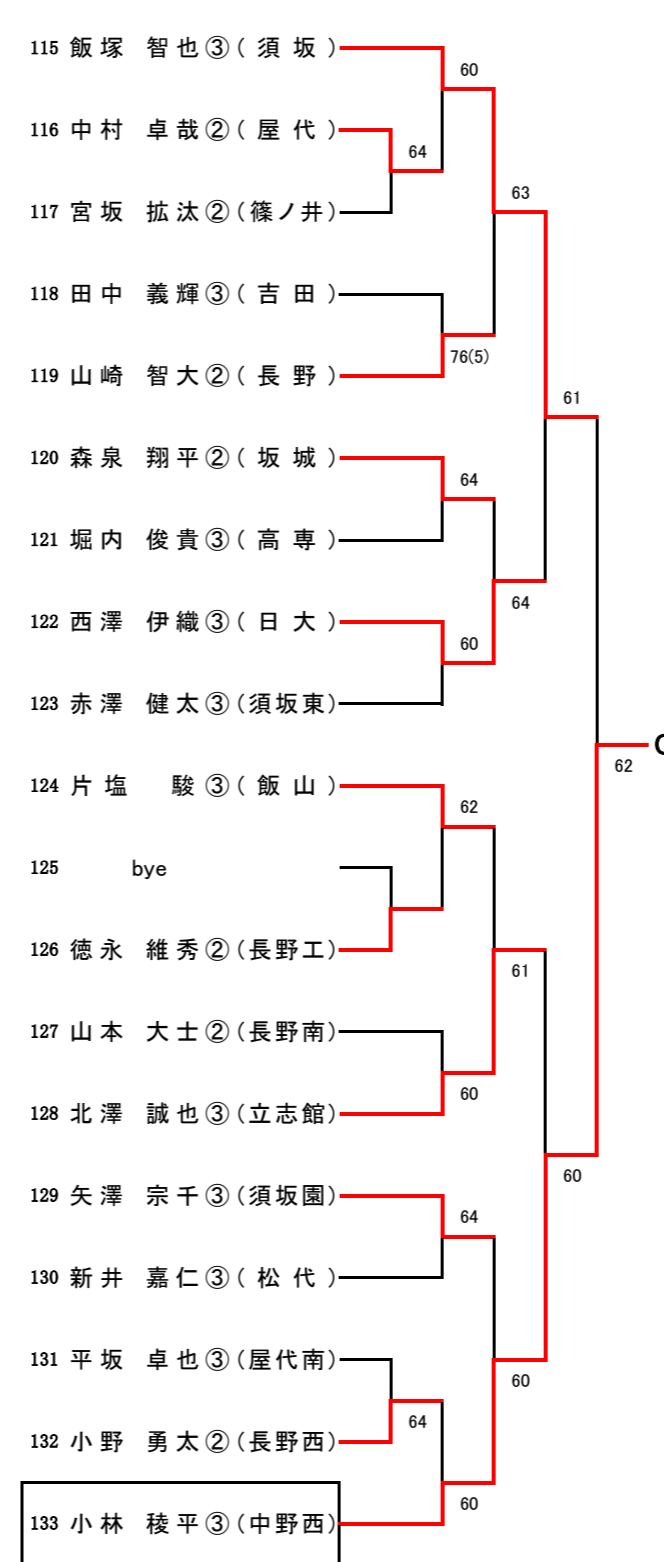 115 飯塚 智也③(須坂)
60
116 中村 卓哉②(屋代)
64
63
117 宮坂 拡汰②(篠ノ井)
118 田中 義輝③(吉田)
76(5)
119 山崎 智大②(長野)
61
120 森泉 翔平②(坂城)
64
121 堀内 俊貴③(高専)
64
122 西澤 伊織③(日大)
60
123 赤澤 健太③(須坂東)
62
124 片塩 駿③(飯山)
62
125 bye
126 徳永 維秀②(長野工)
61
127 山本 大士②(長野南)
60
128 北澤 誠也③(立志館)
60
129 矢澤 宗千③(須坂園)
64
130 新井 嘉仁③(松代)
131 平坂 卓也③(屋代南)
60
64
132 小野 勇太②(長野西)
60
133 小林 稜平③(中野西)